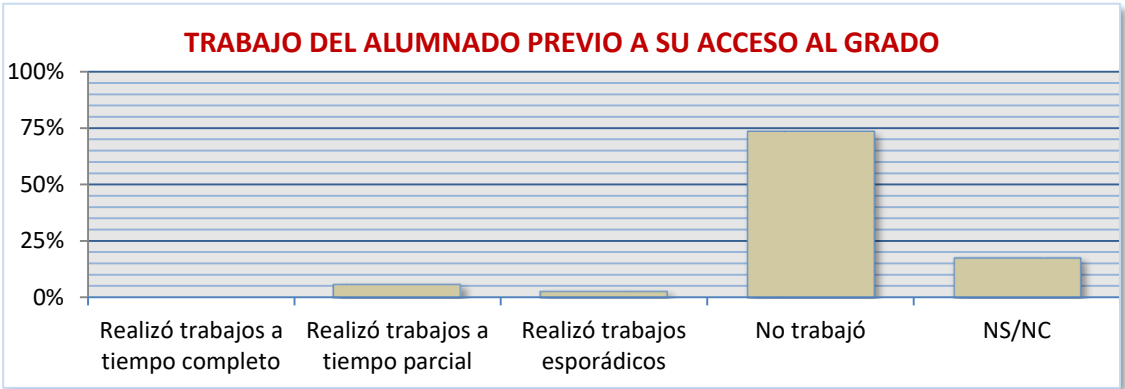 TRABAJO DEL ALUMNADO PREVIO A SU ACCESO AL GRADO
100%
75%
50%
25%
0%
Realizó trabajos a
tiempo completo
Realizó trabajos a
tiempo parcial
Realizó trabajos
esporádicos
No trabajó
NS/NC